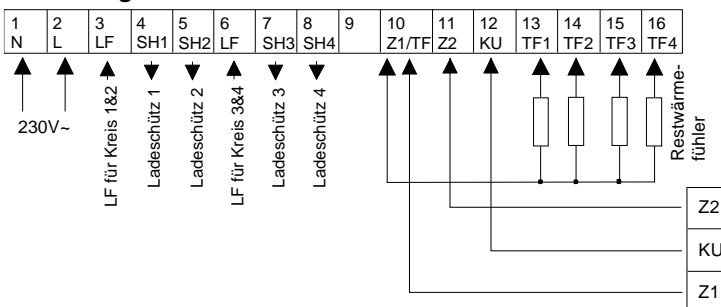 1 2 3 4 5 6 7 8 9 10 11 12 13 14 15 16
N L LF SH1 SH2 LF SH3 SH4 Z1/TF Z2 KU TF1 TF2 TF3 TF4
230V~
LF für Kreis 1&2
Ladeschütz 1
Ladeschütz 2
LF für Kreis 3&4
Ladeschütz 3
Ladeschütz 4
Restwärme-
fühler
Z2
KU
Z1